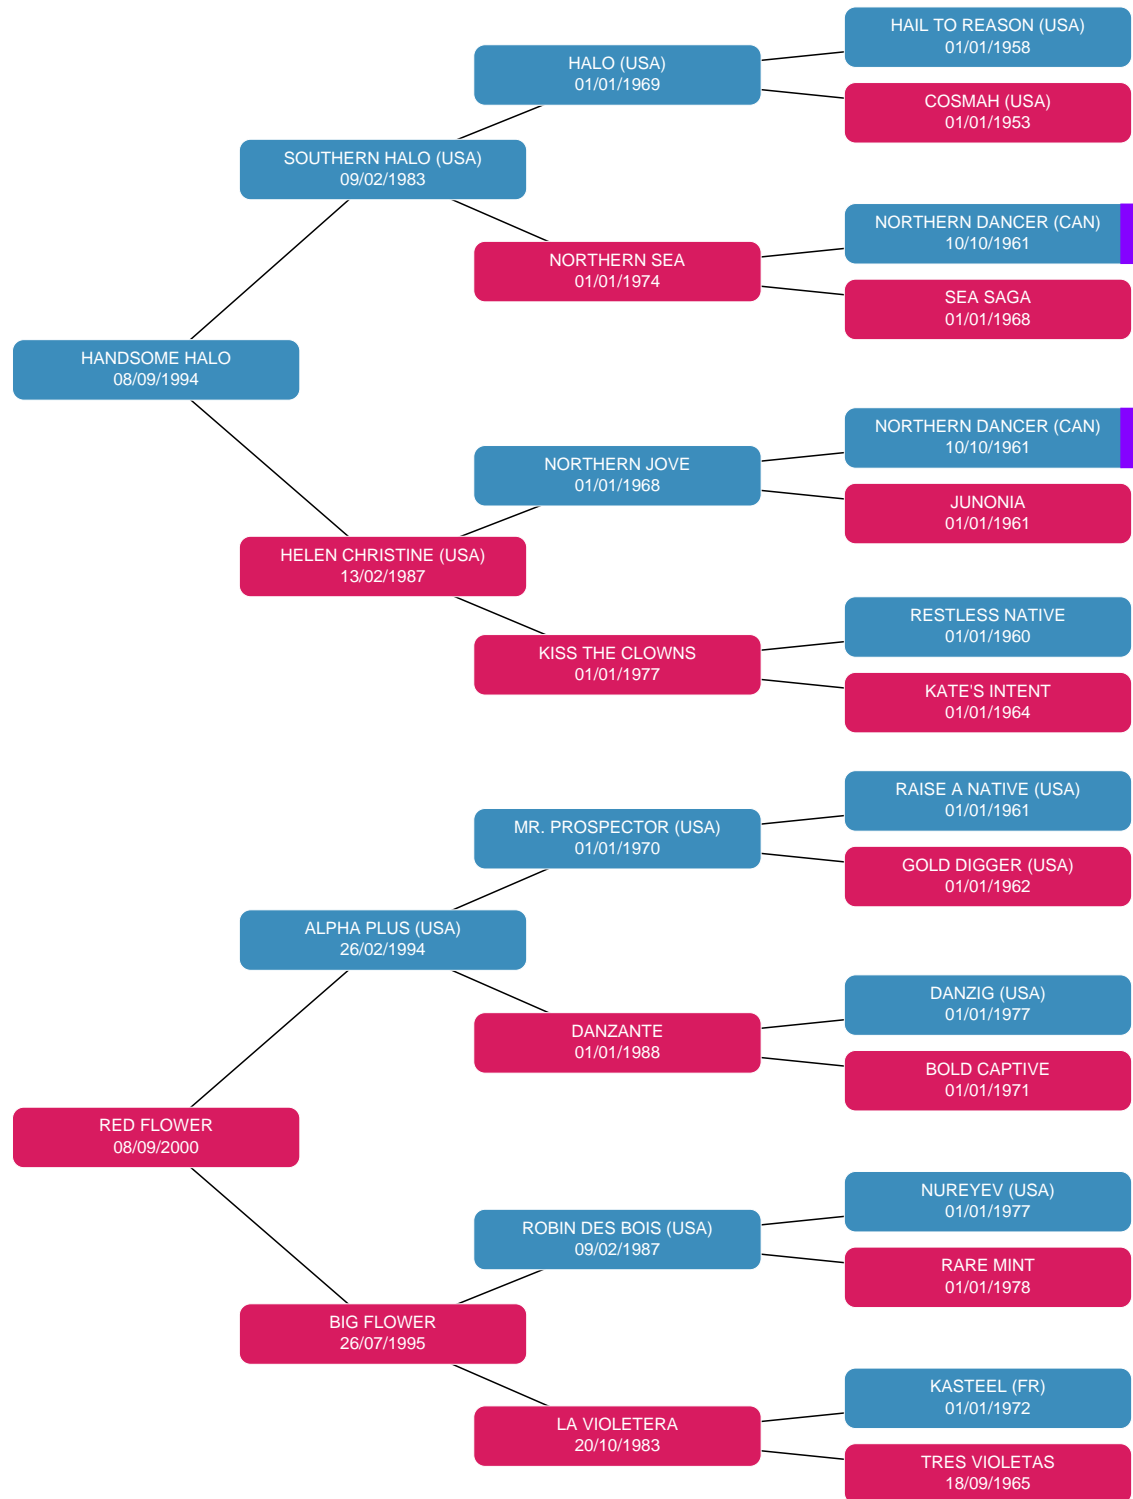 HAIL TO REASON (USA)
01/01/1958
HALO (USA)
01/01/1969
COSMAH (USA)
01/01/1953
SOUTHERN HALO (USA)
09/02/1983
NORTHERN DANCER (CAN)
10/10/1961
NORTHERN SEA
01/01/1974
SEA SAGA
01/01/1968
HANDSOME HALO
08/09/1994
NORTHERN DANCER (CAN)
10/10/1961
NORTHERN JOVE
01/01/1968
JUNONIA
01/01/1961
HELEN CHRISTINE (USA)
13/02/1987
RESTLESS NATIVE
01/01/1960
KISS THE CLOWNS
01/01/1977
KATE'S INTENT
01/01/1964
RAISE A NATIVE (USA)
01/01/1961
MR. PROSPECTOR (USA)
01/01/1970
GOLD DIGGER (USA)
01/01/1962
ALPHA PLUS (USA)
26/02/1994
DANZIG (USA)
01/01/1977
DANZANTE
01/01/1988
BOLD CAPTIVE
01/01/1971
RED FLOWER
08/09/2000
NUREYEV (USA)
01/01/1977
ROBIN DES BOIS (USA)
09/02/1987
RARE MINT
01/01/1978
BIG FLOWER
26/07/1995
KASTEEL (FR)
01/01/1972
LA VIOLETERA
20/10/1983
TRES VIOLETAS
18/09/1965